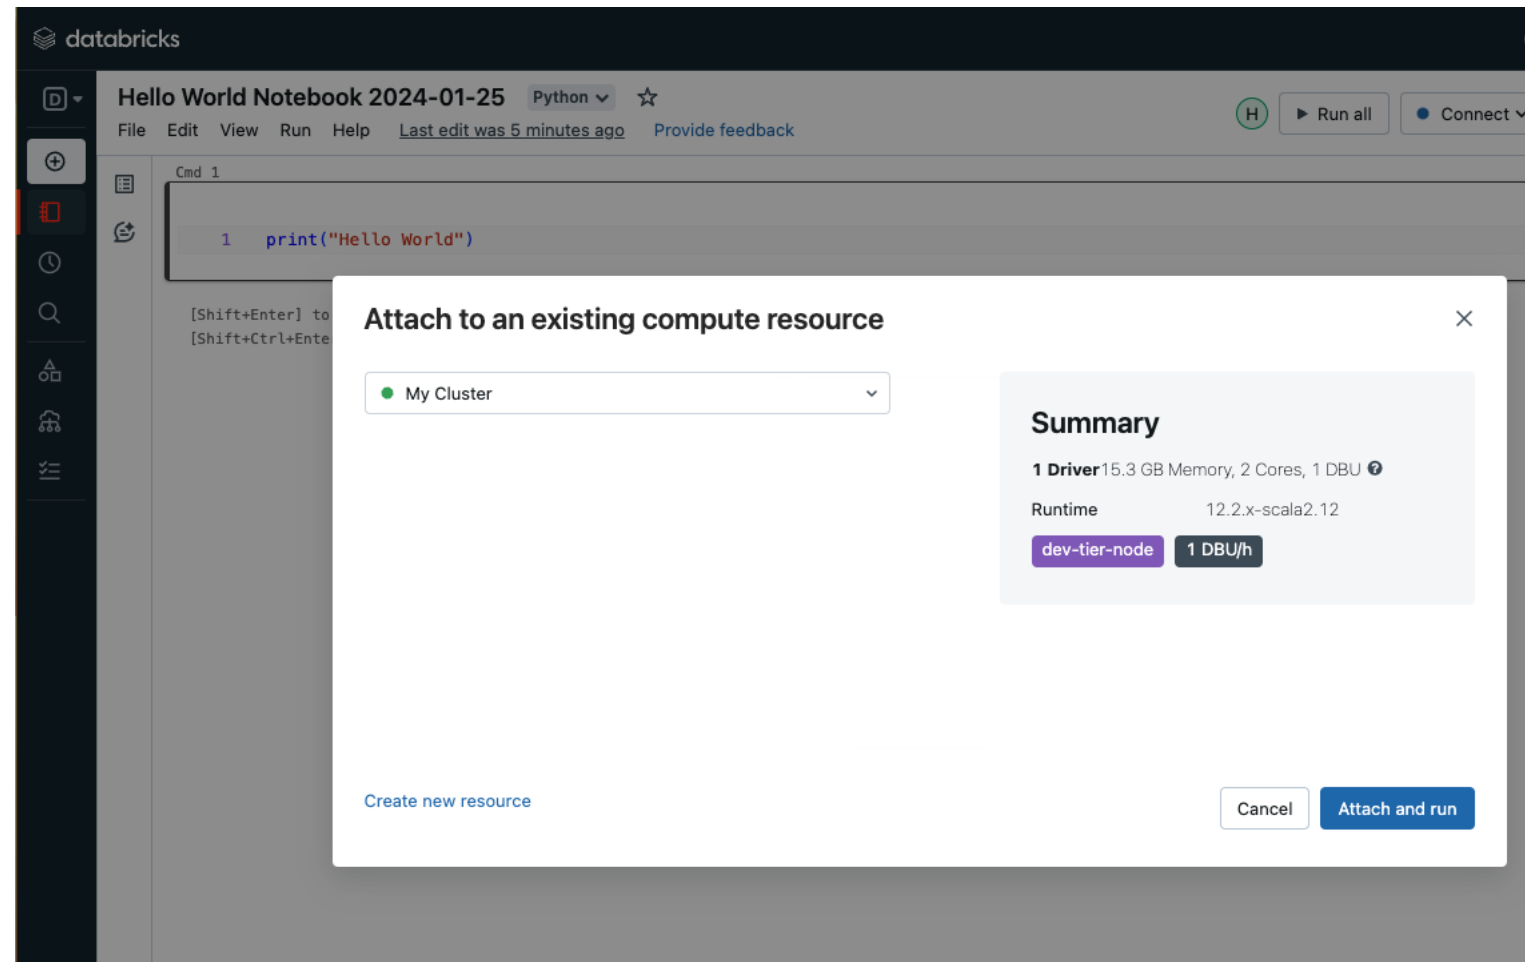 databricks
D
Hello World Notebook 2024-01-25 Python
File Edit View Run Help Last edit was 5 minutes ago Provide feedback
H Run all Connect
Cmd 1
1 print("Hello World")
[Shift+Enter] to
[Shift+Ctrl+Ente
Attach to an existing compute resource
My Cluster
Summary
1 Driver 15.3 GB Memory, 2 Cores, 1 DBU ?
Runtime 12.2.x-scala2.12
dev-tier-node 1 DBU/h
Create new resource
Cancel Attach and run